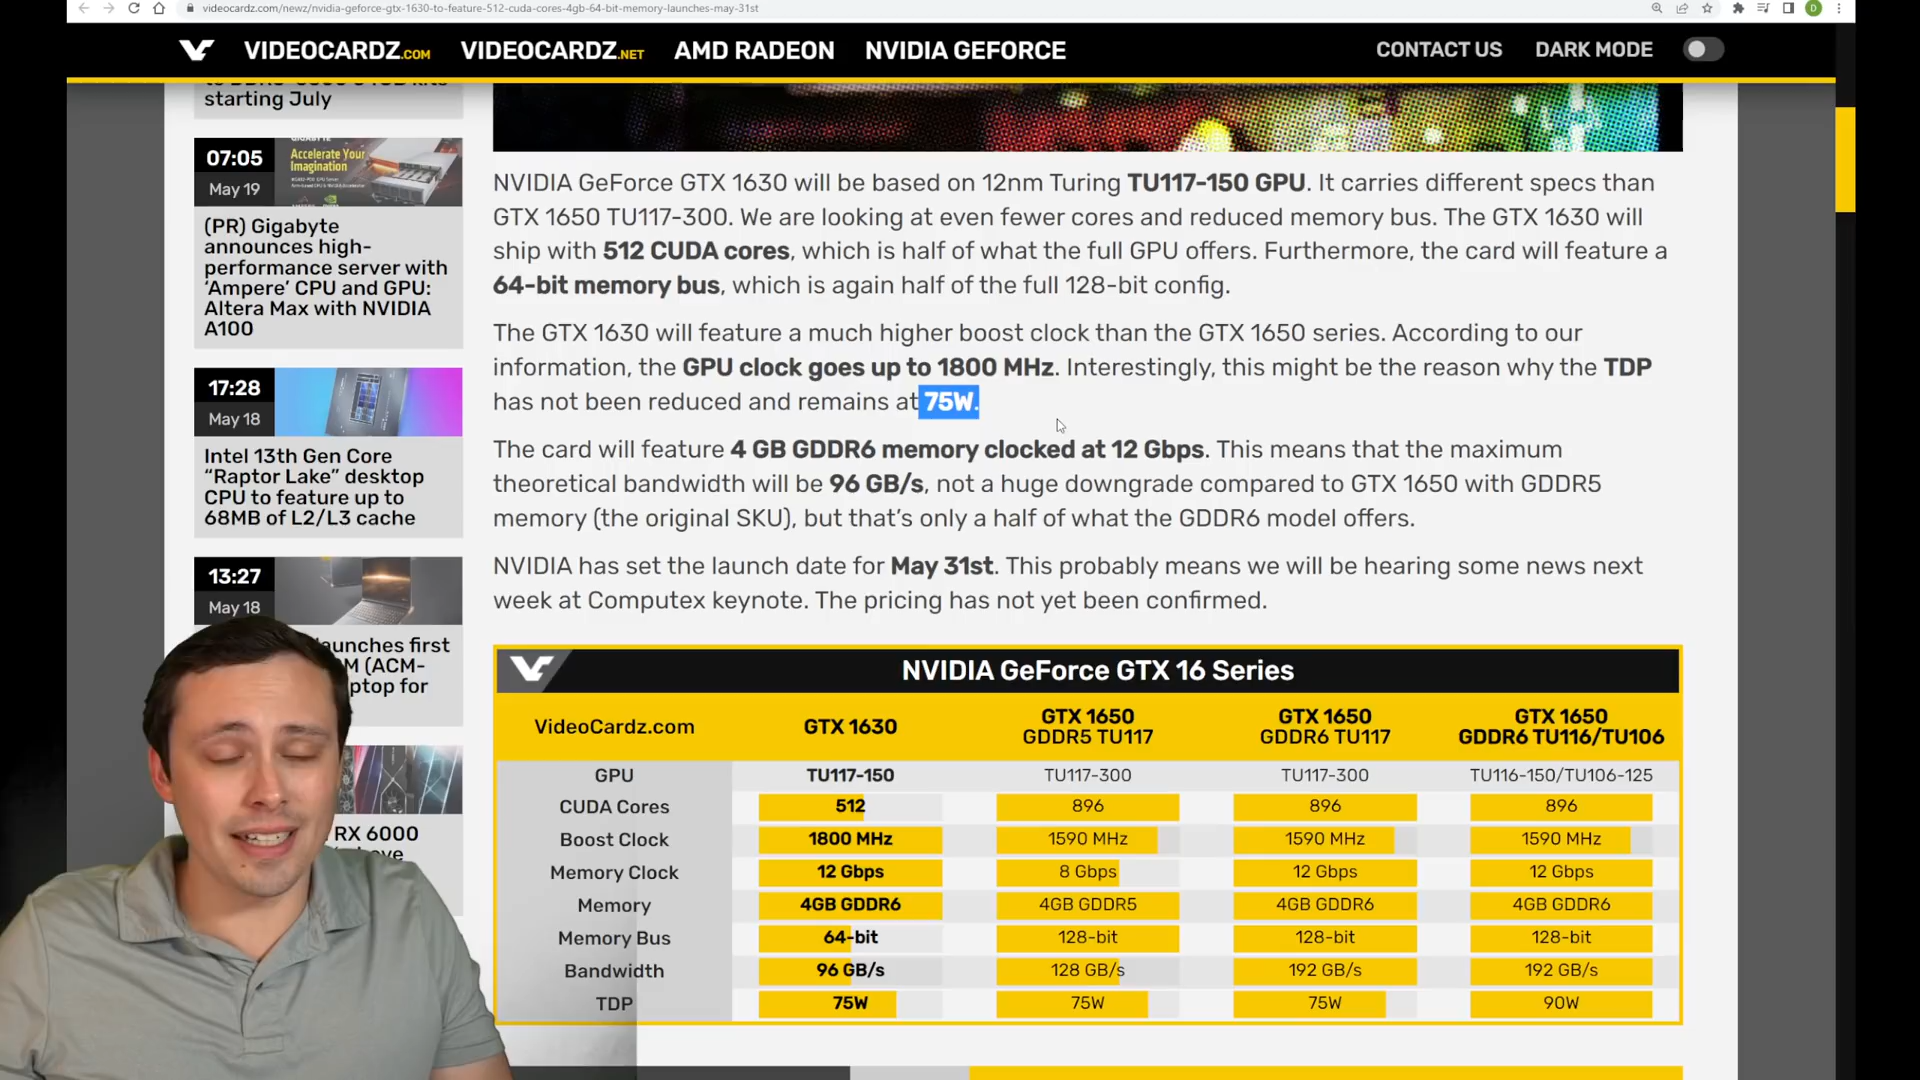 videocardz.com/newz/nvidia-geforce-gtx-1630-to-feature-512-cuda-cores-4gb-64-bit-memory-launches-may-31st
D
VIDEOCARDZ.COM VIDEOCARDZ.NET AMD RADEON NVIDIA GEFORCE CONTACT US DARK MODE
starting July
07:05
May 19
GIGABYTE
Accelerate Your
Imagination
(PR) Gigabyte
announces high-
performance server with
‘Ampere’ CPU and GPU:
Altera Max with NVIDIA
A100
17:28
May 18
Intel 13th Gen Core
“Raptor Lake” desktop
CPU to feature up to
68MB of L2/L3 cache
13:27
May 18
launches first
M (ACM-
ptop for
RX 6000
NVIDIA GeForce GTX 1630 will be based on 12nm Turing TU117-150 GPU. It carries different specs than
GTX 1650 TU117-300. We are looking at even fewer cores and reduced memory bus. The GTX 1630 will
ship with 512 CUDA cores, which is half of what the full GPU offers. Furthermore, the card will feature a
64-bit memory bus, which is again half of the full 128-bit config.
The GTX 1630 will feature a much higher boost clock than the GTX 1650 series. According to our
information, the GPU clock goes up to 1800 MHz. Interestingly, this might be the reason why the TDP
has not been reduced and remains at 75W.
The card will feature 4 GB GDDR6 memory clocked at 12 Gbps. This means that the maximum
theoretical bandwidth will be 96 GB/s, not a huge downgrade compared to GTX 1650 with GDDR5
memory (the original SKU), but that’s only a half of what the GDDR6 model offers.
NVIDIA has set the launch date for May 31st. This probably means we will be hearing some news next
week at Computex keynote. The pricing has not yet been confirmed.
NVIDIA GeForce GTX 16 Series
VideoCardz.com GTX 1630 GTX 1650 GDDR5 TU117 GTX 1650 GDDR6 TU117 GTX 1650 GDDR6 TU116/TU106
GPU TU117-150 TU117-300 TU117-300 TU116-150/TU106-125
CUDA Cores 512 896 896 896
Boost Clock 1800 MHz 1590 MHz 1590 MHz 1590 MHz
Memory Clock 12 Gbps 8 Gbps 12 Gbps 12 Gbps
Memory 4GB GDDR6 4GB GDDR5 4GB GDDR6 4GB GDDR6
Memory Bus 64-bit 128-bit 128-bit 128-bit
Bandwidth 96 GB/s 128 GB/s 192 GB/s 192 GB/s
TDP 75W 75W 75W 90W